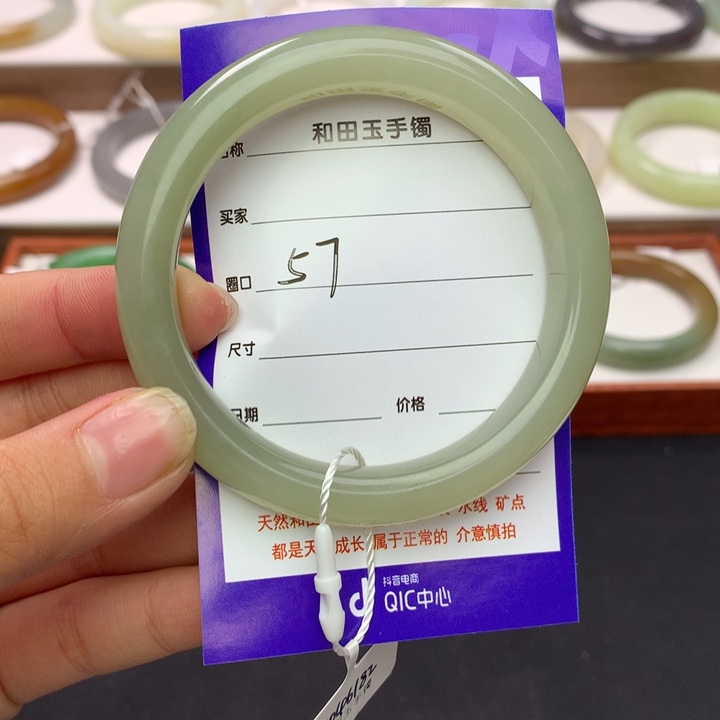 和田玉手镯
称
买家
圈口 57
尺寸
日期 价格
天然和田 水线 矿点
都是天 成长 属于正常的 介意慎拍
抖音电商
QIC中心